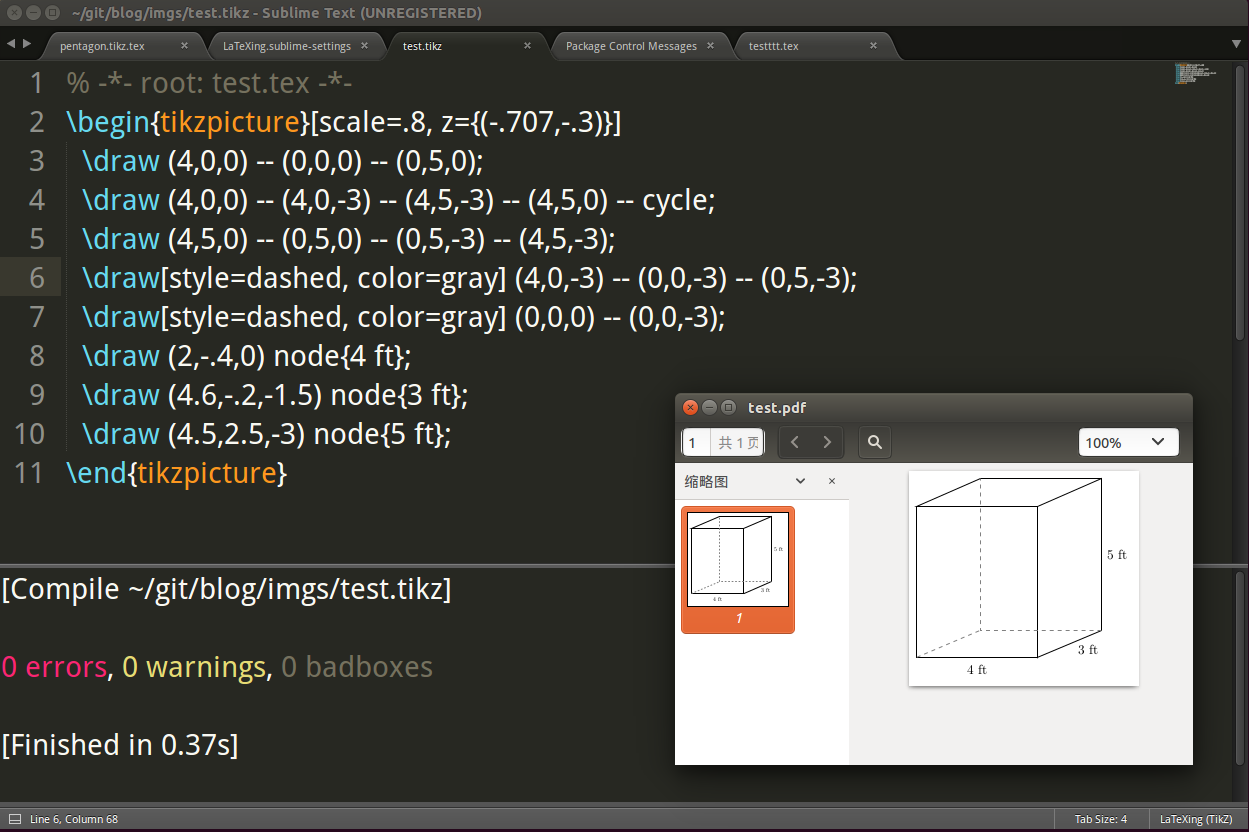 ~/git/blog/imgs/test.tikz - Sublime Text (UNREGISTERED)
pentagon.tikz.tex
LaTeXing.sublime-settings
test.tikz
Package Control Messages
testttt.tex
1 % -*- root: test.tex -*-
2 \begin{tikzpicture}[scale=.8, z={(-.707,-.3)}]
3 \draw (4,0,0) -- (0,0,0) -- (0,5,0);
4 \draw (4,0,0) -- (4,0,-3) -- (4,5,-3) -- (4,5,0) -- cycle;
5 \draw (4,5,0) -- (0,5,0) -- (0,5,-3) -- (4,5,-3);
6 \draw[style=dashed, color=gray] (4,0,-3) -- (0,0,-3) -- (0,5,-3);
7 \draw[style=dashed, color=gray] (0,0,0) -- (0,0,-3);
8 \draw (2,-.4,0) node{4 ft};
9 \draw (4.6,-.2,-1.5) node{3 ft};
10 \draw (4.5,2.5,-3) node{5 ft};
11 \end{tikzpicture}
test.pdf
1 共 1 页
100%
缩略图
5 ft
3 ft
4 ft
1
5 ft
3 ft
4 ft
[Compile ~/git/blog/imgs/test.tikz]
0 errors, 0 warnings, 0 badboxes
[Finished in 0.37s]
Line 6, Column 68
Tab Size: 4
LaTeXing (TikZ)